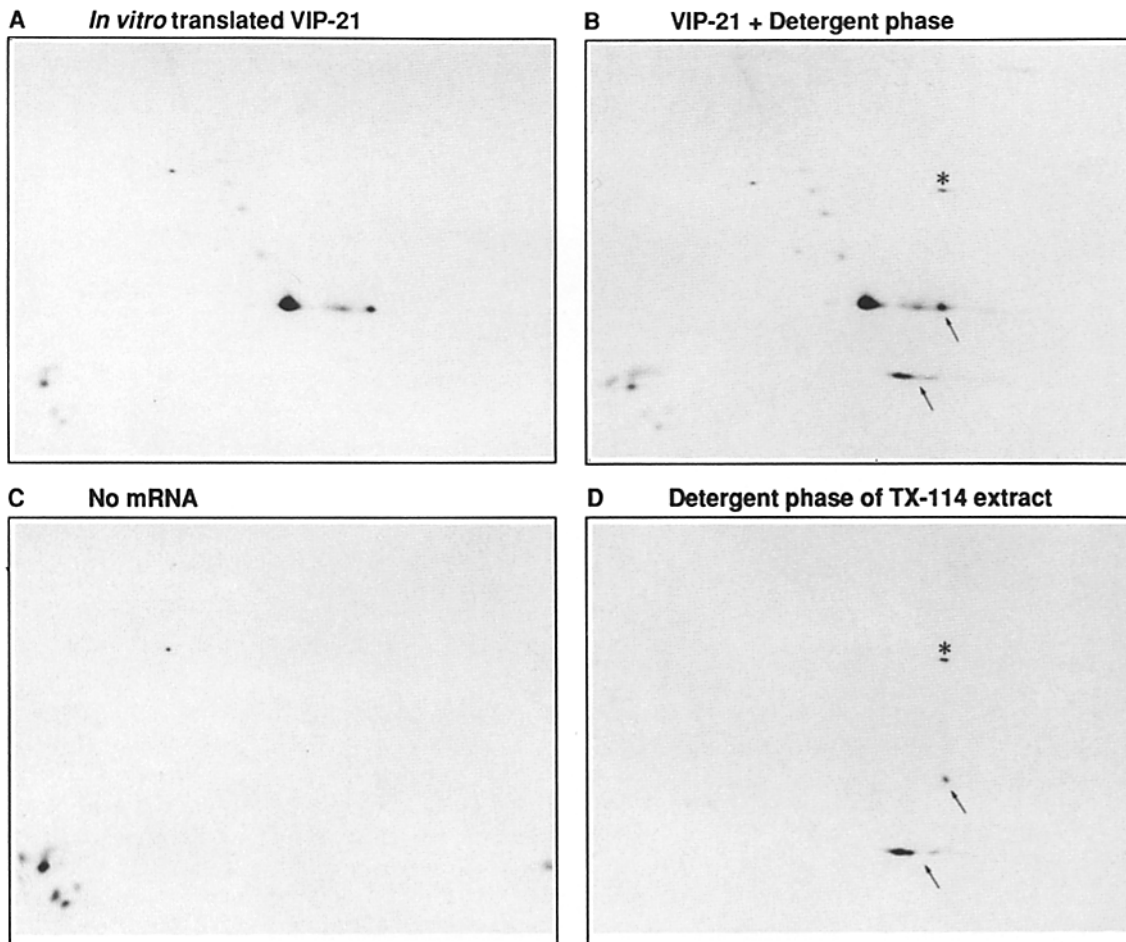 A In vitro translated VIP-21
B VIP-21 + Detergent phase
*
C No mRNA
D Detergent phase of TX-114 extract
*